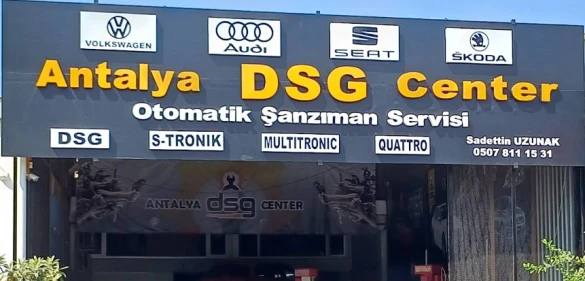 VOLKSWAGEN
Audi
SEAT
ŠKODA
Antalya DSG Center
Otomatik Şanzıman Servisi
DSG
S-TRONIK
MULTITRONIC
QUATTRO
Sadettin UZUNAK
0507 811 15 31
ANTALYA dsg CENTER